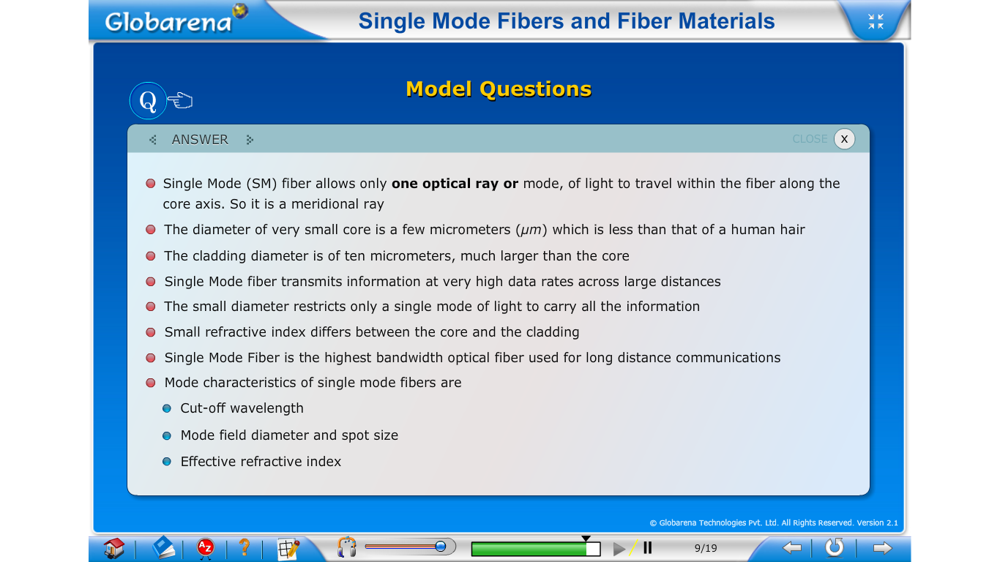 Globarena
Single Mode Fibers and Fiber Materials
Q
Model Questions
ANSWER
CLOSE X
Single Mode (SM) fiber allows only one optical ray or mode, of light to travel within the fiber along the
core axis. So it is a meridional ray
The diameter of very small core is a few micrometers (μm) which is less than that of a human hair
The cladding diameter is of ten micrometers, much larger than the core
Single Mode fiber transmits information at very high data rates across large distances
The small diameter restricts only a single mode of light to carry all the information
Small refractive index differs between the core and the cladding
Single Mode Fiber is the highest bandwidth optical fiber used for long distance communications
Mode characteristics of single mode fibers are
Cut-off wavelength
Mode field diameter and spot size
Effective refractive index
© Globarena Technologies Pvt. Ltd. All Rights Reserved. Version 2.1
AZ
?
9/19